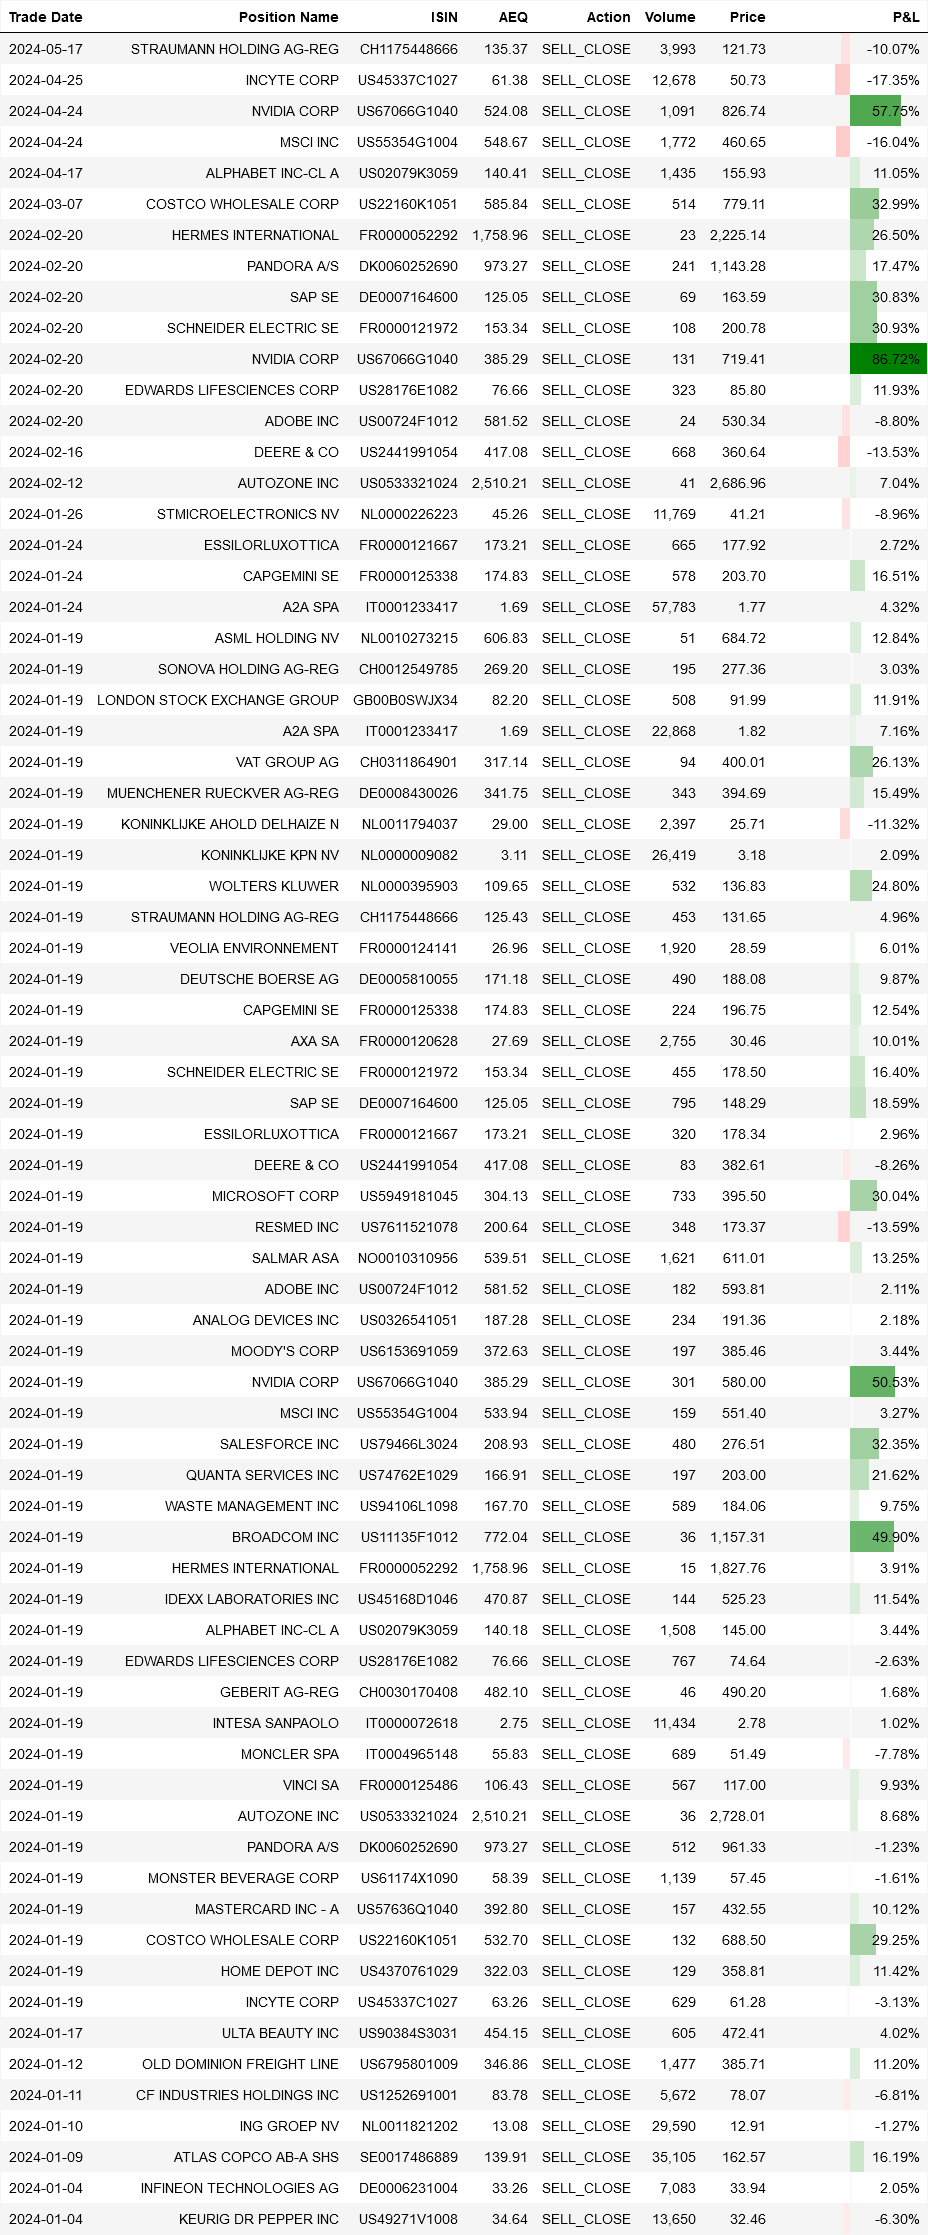 Trade Date Position Name ISIN AEQ Action Volume Price P&L
2024-05-17 STRAUMANN HOLDING AG-REG CH1175448666 135.37 SELL_CLOSE 3,993 121.73 -10.07%
2024-04-25 INCYTE CORP US45337C1027 61.38 SELL_CLOSE 12,678 50.73 -17.35%
2024-04-24 NVIDIA CORP US67066G1040 524.08 SELL_CLOSE 1,091 826.74 57.75%
2024-04-24 MSCI INC US55354G1004 548.67 SELL_CLOSE 1,772 460.65 -16.04%
2024-04-17 ALPHABET INC-CL A US02079K3059 140.41 SELL_CLOSE 1,435 155.93 11.05%
2024-03-07 COSTCO WHOLESALE CORP US22160K1051 585.84 SELL_CLOSE 514 779.11 32.99%
2024-02-20 HERMES INTERNATIONAL FR0000052292 1,758.96 SELL_CLOSE 23 2,225.14 26.50%
2024-02-20 PANDORA A/S DK0060252690 973.27 SELL_CLOSE 241 1,143.28 17.47%
2024-02-20 SAP SE DE0007164600 125.05 SELL_CLOSE 69 163.59 30.83%
2024-02-20 SCHNEIDER ELECTRIC SE FR0000121972 153.34 SELL_CLOSE 108 200.78 30.93%
2024-02-20 NVIDIA CORP US67066G1040 385.29 SELL_CLOSE 131 719.41 86.72%
2024-02-20 EDWARDS LIFESCIENCES CORP US28176E1082 76.66 SELL_CLOSE 323 85.80 11.93%
2024-02-20 ADOBE INC US00724F1012 581.52 SELL_CLOSE 24 530.34 -8.80%
2024-02-16 DEERE & CO US2441991054 417.08 SELL_CLOSE 668 360.64 -13.53%
2024-02-12 AUTOZONE INC US0533321024 2,510.21 SELL_CLOSE 41 2,686.96 7.04%
2024-01-26 STMICROELECTRONICS NV NL0000226223 45.26 SELL_CLOSE 11,769 41.21 -8.96%
2024-01-24 ESSILORLUXOTTICA FR0000121667 173.21 SELL_CLOSE 665 177.92 2.72%
2024-01-24 CAPGEMINI SE FR0000125338 174.83 SELL_CLOSE 578 203.70 16.51%
2024-01-24 A2A SPA IT0001233417 1.69 SELL_CLOSE 57,783 1.77 4.32%
2024-01-19 ASML HOLDING NV NL0010273215 606.83 SELL_CLOSE 51 684.72 12.84%
2024-01-19 SONOVA HOLDING AG-REG CH0012549785 269.20 SELL_CLOSE 195 277.36 3.03%
2024-01-19 LONDON STOCK EXCHANGE GROUP GB00B0SWJX34 82.20 SELL_CLOSE 508 91.99 11.91%
2024-01-19 A2A SPA IT0001233417 1.69 SELL_CLOSE 22,868 1.82 7.16%
2024-01-19 VAT GROUP AG CH0311864901 317.14 SELL_CLOSE 94 400.01 26.13%
2024-01-19 MUENCHENER RUECKVER AG-REG DE0008430026 341.75 SELL_CLOSE 343 394.69 15.49%
2024-01-19 KONINKLIJKE AHOLD DELHAIZE N NL0011794037 29.00 SELL_CLOSE 2,397 25.71 -11.32%
2024-01-19 KONINKLIJKE KPN NV NL0000009082 3.11 SELL_CLOSE 26,419 3.18 2.09%
2024-01-19 WOLTERS KLUWER NL0000395903 109.65 SELL_CLOSE 532 136.83 24.80%
2024-01-19 STRAUMANN HOLDING AG-REG CH1175448666 125.43 SELL_CLOSE 453 131.65 4.96%
2024-01-19 VEOLIA ENVIRONNEMENT FR0000124141 26.96 SELL_CLOSE 1,920 28.59 6.01%
2024-01-19 DEUTSCHE BOERSE AG DE0005810055 171.18 SELL_CLOSE 490 188.08 9.87%
2024-01-19 CAPGEMINI SE FR0000125338 174.83 SELL_CLOSE 224 196.75 12.54%
2024-01-19 AXA SA FR0000120628 27.69 SELL_CLOSE 2,755 30.46 10.01%
2024-01-19 SCHNEIDER ELECTRIC SE FR0000121972 153.34 SELL_CLOSE 455 178.50 16.40%
2024-01-19 SAP SE DE0007164600 125.05 SELL_CLOSE 795 148.29 18.59%
2024-01-19 ESSILORLUXOTTICA FR0000121667 173.21 SELL_CLOSE 320 178.34 2.96%
2024-01-19 DEERE & CO US2441991054 417.08 SELL_CLOSE 83 382.61 -8.26%
2024-01-19 MICROSOFT CORP US5949181045 304.13 SELL_CLOSE 733 395.50 30.04%
2024-01-19 RESMED INC US7611521078 200.64 SELL_CLOSE 348 173.37 -13.59%
2024-01-19 SALMAR ASA NO0010310956 539.51 SELL_CLOSE 1,621 611.01 13.25%
2024-01-19 ADOBE INC US00724F1012 581.52 SELL_CLOSE 182 593.81 2.11%
2024-01-19 ANALOG DEVICES INC US0326541051 187.28 SELL_CLOSE 234 191.36 2.18%
2024-01-19 MOODY'S CORP US6153691059 372.63 SELL_CLOSE 197 385.46 3.44%
2024-01-19 NVIDIA CORP US67066G1040 385.29 SELL_CLOSE 301 580.00 50.53%
2024-01-19 MSCI INC US55354G1004 533.94 SELL_CLOSE 159 551.40 3.27%
2024-01-19 SALESFORCE INC US79466L3024 208.93 SELL_CLOSE 480 276.51 32.35%
2024-01-19 QUANTA SERVICES INC US74762E1029 166.91 SELL_CLOSE 197 203.00 21.62%
2024-01-19 WASTE MANAGEMENT INC US94106L1098 167.70 SELL_CLOSE 589 184.06 9.75%
2024-01-19 BROADCOM INC US11135F1012 772.04 SELL_CLOSE 36 1,157.31 49.90%
2024-01-19 HERMES INTERNATIONAL FR0000052292 1,758.96 SELL_CLOSE 15 1,827.76 3.91%
2024-01-19 IDEXX LABORATORIES INC US45168D1046 470.87 SELL_CLOSE 144 525.23 11.54%
2024-01-19 ALPHABET INC-CL A US02079K3059 140.18 SELL_CLOSE 1,508 145.00 3.44%
2024-01-19 EDWARDS LIFESCIENCES CORP US28176E1082 76.66 SELL_CLOSE 767 74.64 -2.63%
2024-01-19 GEBERIT AG-REG CH0030170408 482.10 SELL_CLOSE 46 490.20 1.68%
2024-01-19 INTESA SANPAOLO IT0000072618 2.75 SELL_CLOSE 11,434 2.78 1.02%
2024-01-19 MONCLER SPA IT0004965148 55.83 SELL_CLOSE 689 51.49 -7.78%
2024-01-19 VINCI SA FR0000125486 106.43 SELL_CLOSE 567 117.00 9.93%
2024-01-19 AUTOZONE INC US0533321024 2,510.21 SELL_CLOSE 36 2,728.01 8.68%
2024-01-19 PANDORA A/S DK0060252690 973.27 SELL_CLOSE 512 961.33 -1.23%
2024-01-19 MONSTER BEVERAGE CORP US61174X1090 58.39 SELL_CLOSE 1,139 57.45 -1.61%
2024-01-19 MASTERCARD INC - A US57636Q1040 392.80 SELL_CLOSE 157 432.55 10.12%
2024-01-19 COSTCO WHOLESALE CORP US22160K1051 532.70 SELL_CLOSE 132 688.50 29.25%
2024-01-19 HOME DEPOT INC US4370761029 322.03 SELL_CLOSE 129 358.81 11.42%
2024-01-19 INCYTE CORP US45337C1027 63.26 SELL_CLOSE 629 61.28 -3.13%
2024-01-17 ULTA BEAUTY INC US90384S3031 454.15 SELL_CLOSE 605 472.41 4.02%
2024-01-12 OLD DOMINION FREIGHT LINE US6795801009 346.86 SELL_CLOSE 1,477 385.71 11.20%
2024-01-11 CF INDUSTRIES HOLDINGS INC US1252691001 83.78 SELL_CLOSE 5,672 78.07 -6.81%
2024-01-10 ING GROEP NV NL0011821202 13.08 SELL_CLOSE 29,590 12.91 -1.27%
2024-01-09 ATLAS COPCO AB-A SHS SE0017486889 139.91 SELL_CLOSE 35,105 162.57 16.19%
2024-01-04 INFINEON TECHNOLOGIES AG DE0006231004 33.26 SELL_CLOSE 7,083 33.94 2.05%
2024-01-04 KEURIG DR PEPPER INC US49271V1008 34.64 SELL_CLOSE 13,650 32.46 -6.30%